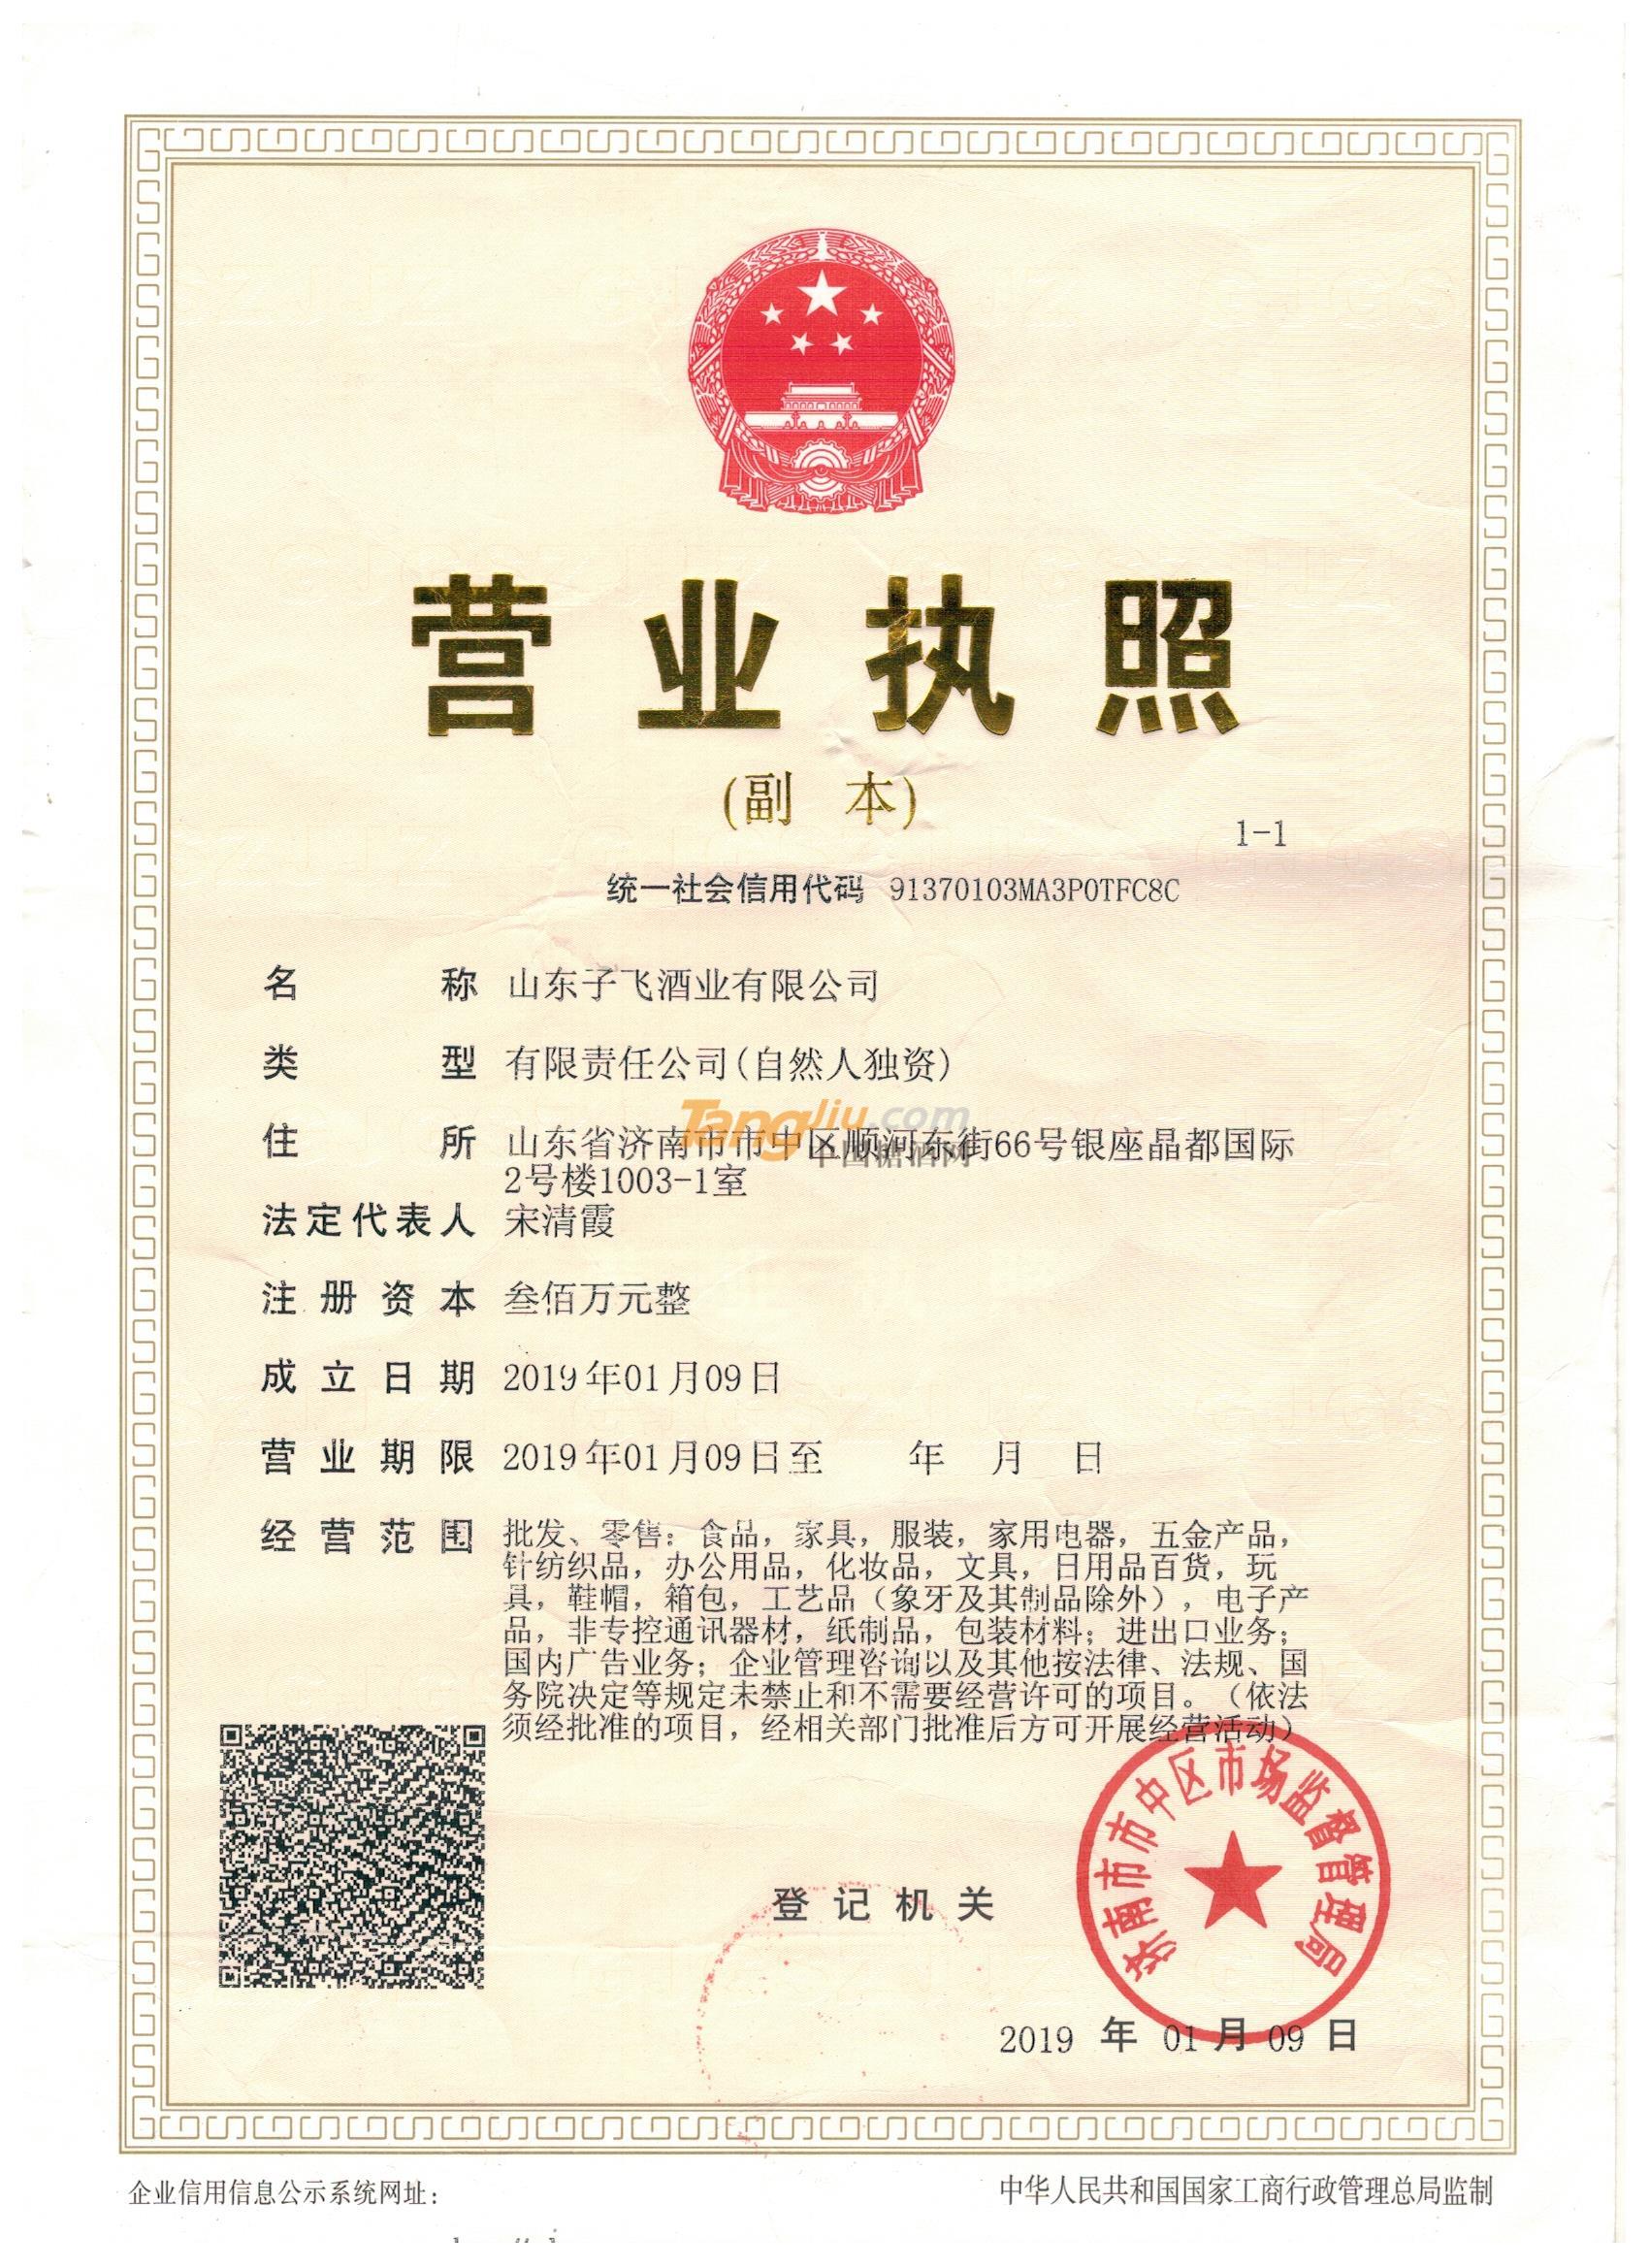 营业执照
(副 本)
1-1
统一社会信用代码 91370103MA3P0TFC8C
名称 山东子飞酒业有限公司
类型 有限责任公司(自然人独资)
Tangjiu.com
中国糖酒网
住所 山东省济南市市中区顺河东街66号银座晶都国际
2号楼1003-1室
法定代表人 宋清霞
注册资本 叁佰万元整
成立日期 2019年01月09日
营业期限 2019年01月09日至 年 月 日
经营范围 批发、零售：食品，家具，服装，家用电器，五金产品，
针纺织品，办公用品，化妆品，文具，日用品百货，玩
具，鞋帽，箱包，工艺品（象牙及其制品除外），电子产
品，非专控通讯器材，纸制品，包装材料；进出口业务；
国内广告业务；企业管理咨询以及其他按法律、法规、国
务院决定等规定未禁止和不需要经营许可的项目。（依法
须经批准的项目，经相关部门批准后方可开展经营活动）
济南市市中区市场监督管理局
登记机关
2019 年 01 月 09 日
企业信用信息公示系统网址：
中华人民共和国国家工商行政管理总局监制